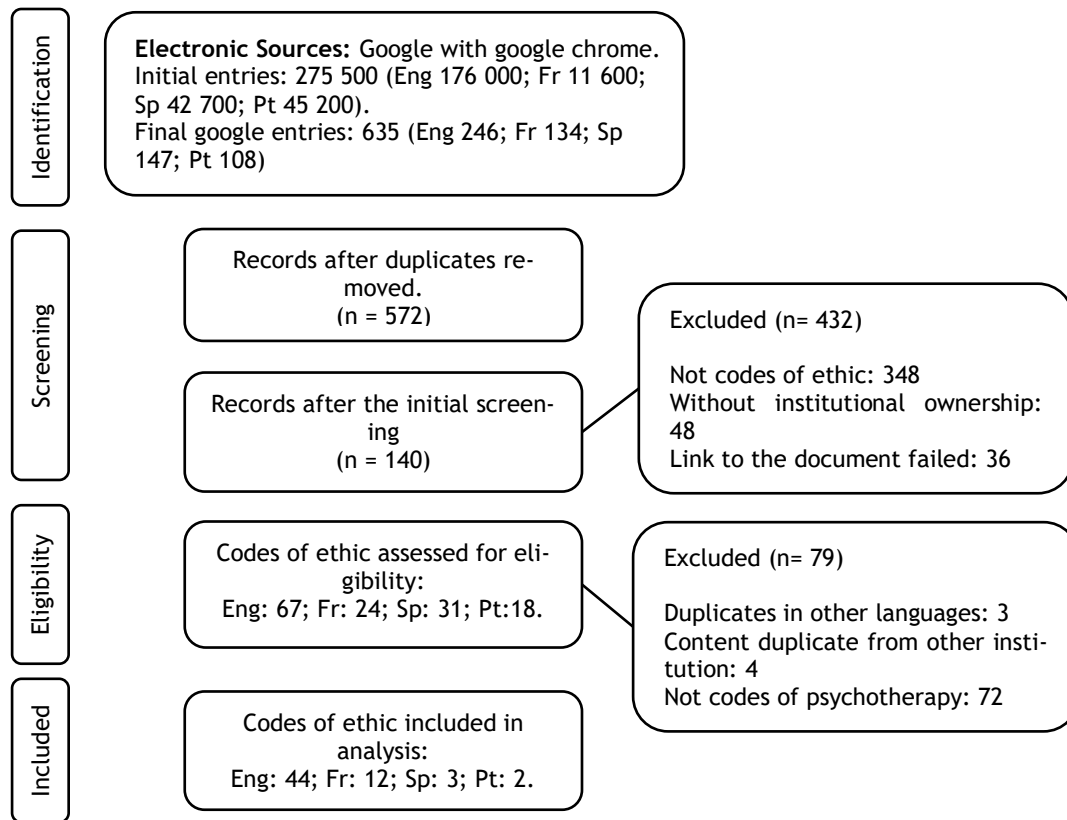 Identification
Electronic Sources: Google with google chrome.
Initial entries: 275 500 (Eng 176 000; Fr 11 600;
Sp 42 700; Pt 45 200).
Final google entries: 635 (Eng 246; Fr 134; Sp
147; Pt 108)
Screening
Records after duplicates re-
moved.
(n = 572)
Records after the initial screen-
ing
(n = 140)
Excluded (n= 432)
Not codes of ethic: 348
Without institutional ownership:
48
Link to the document failed: 36
Eligibility
Codes of ethic assessed for eli-
gibility:
Eng: 67; Fr: 24; Sp: 31; Pt:18.
Excluded (n= 79)
Duplicates in other languages: 3
Content duplicate from other insti-
tution: 4
Not codes of psychotherapy: 72
Included
Codes of ethic included in
analysis:
Eng: 44; Fr: 12; Sp: 3; Pt: 2.